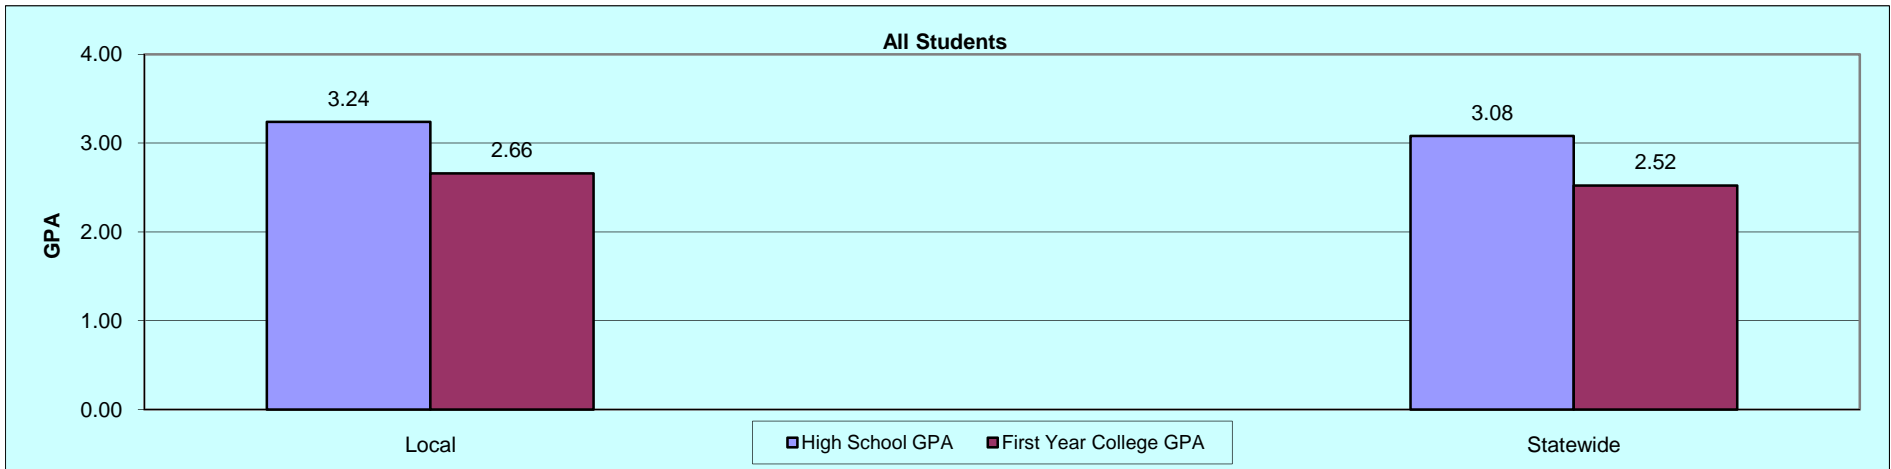 All Students
4.00
3.00
2.00
1.00
0.00
GPA
3.24
2.66
3.08
2.52
Local
Statewide
High School GPA
First Year College GPA